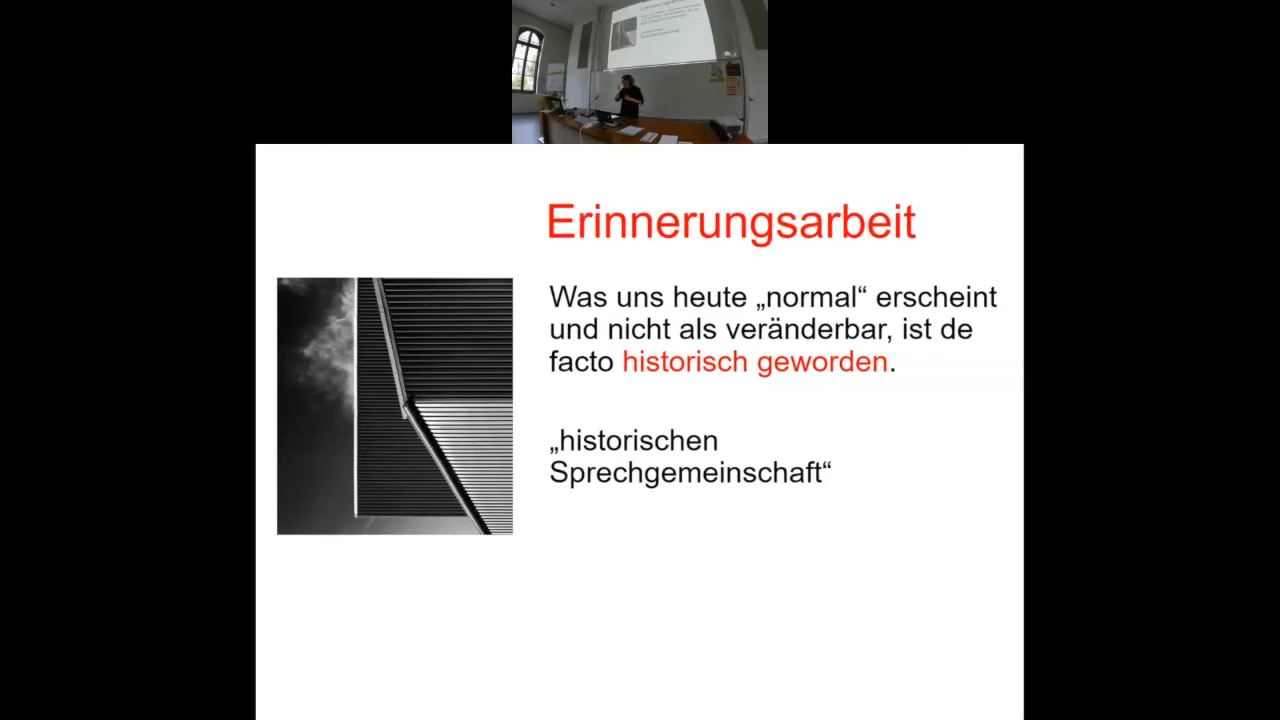 Erinnerungsarbeit
Was uns heute „normal“ erscheint
und nicht als veränderbar, ist de
facto historisch geworden.
„historischen
Sprechgemeinschaft“